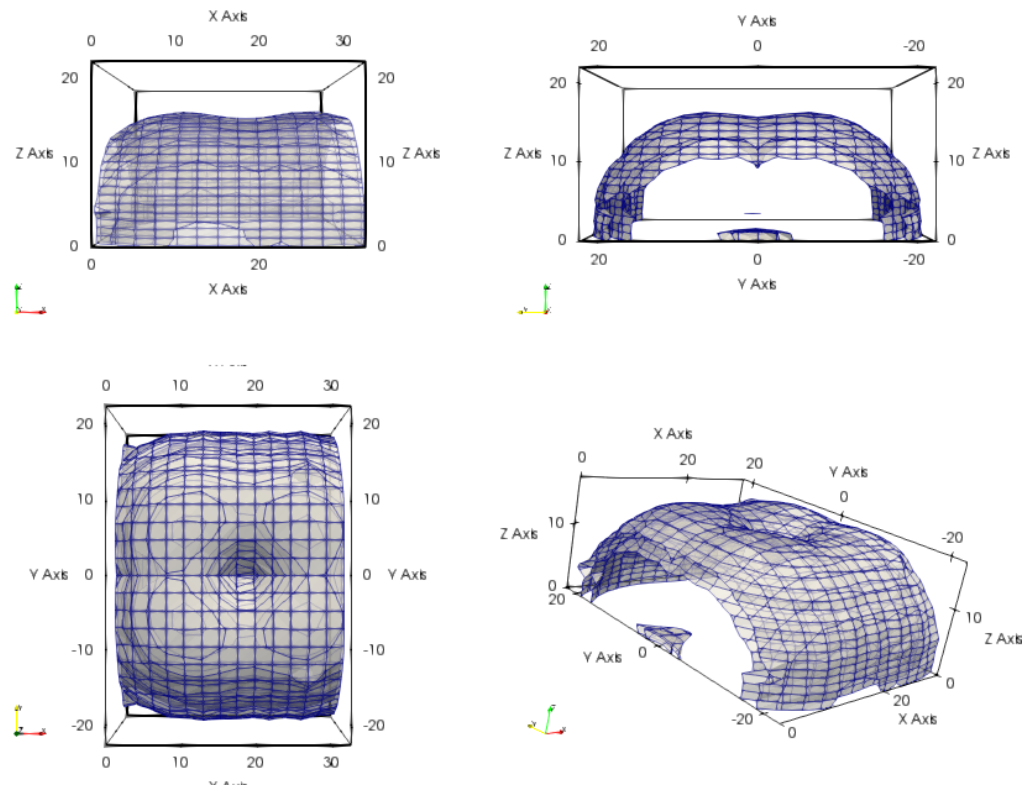 X Axis
0 10 20 30
20 20
Z Axis 10 10 Z Axis
0 0
0 20
X Axis
Y Axis
20 0 -20
20 20
Z Axis 10 10 Z Axis
0 0
20 0 -20
Y Axis
0 10 20 30
20 20
10 10
Y Axis 0 0 Y Axis
-10 -10
-20 -20
0 10 20 30
X Axis
0 20 20 Y Axis
0
Z Axis 10 -20
0
20 10
Y Axis 0 Z Axis
-20 20 0
0 X Axis